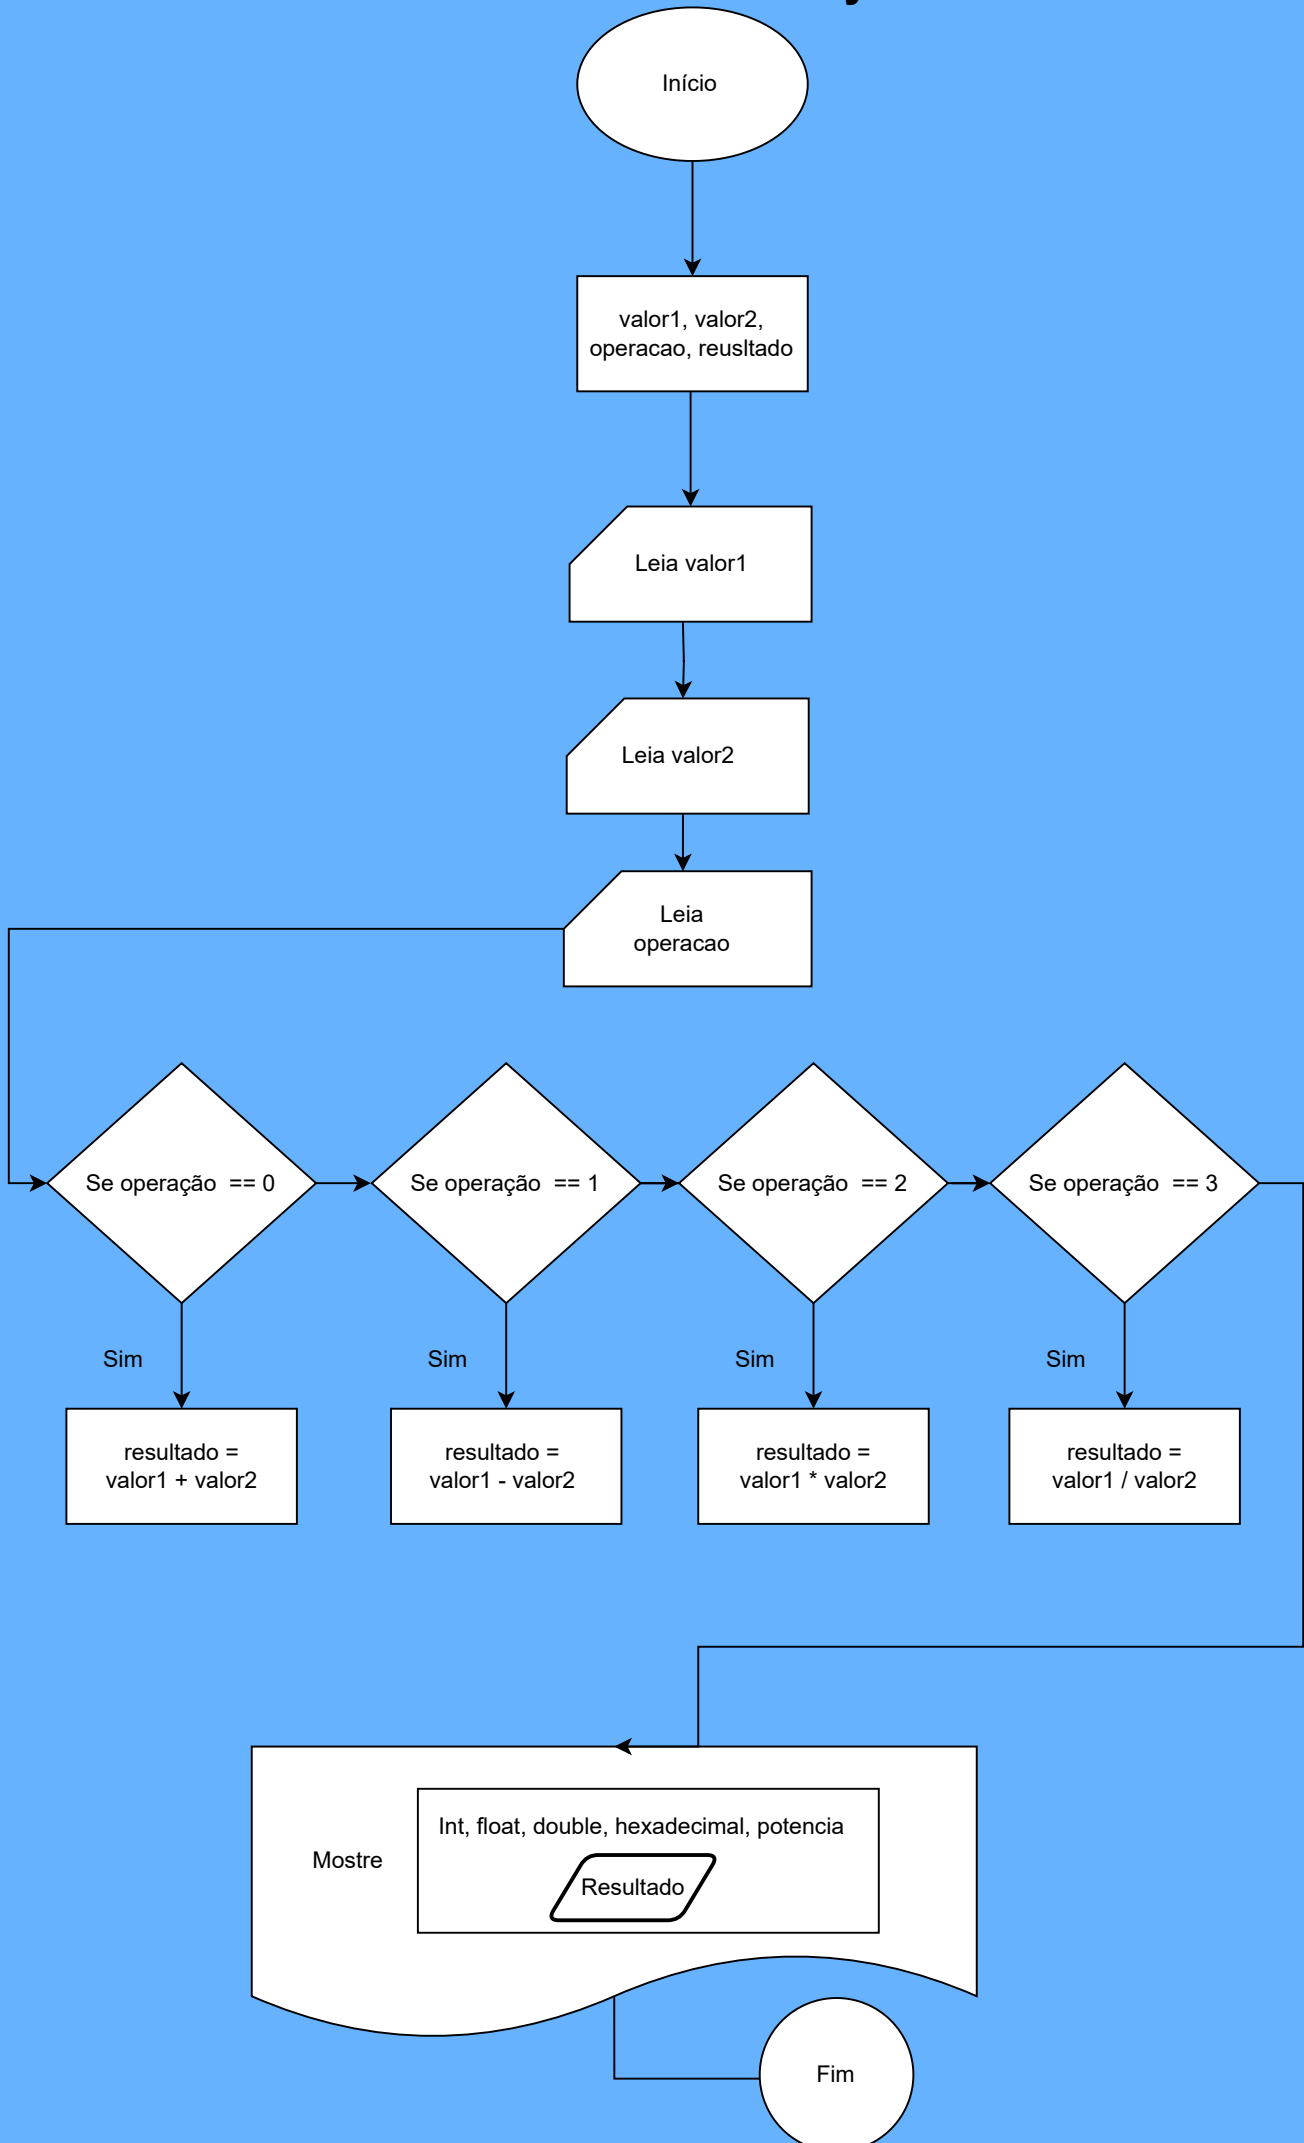 Início
valor1, valor2,
operacao, reusltado
Leia valor1
Leia valor2
Leia
operacao
Se operação == 0
Se operação == 1
Se operação == 2
Se operação == 3
Sim
Sim
Sim
Sim
resultado =
valor1 + valor2
resultado =
valor1 - valor2
resultado =
valor1 * valor2
resultado =
valor1 / valor2
Mostre
Int, float, double, hexadecimal, potencia
Resultado
Fim